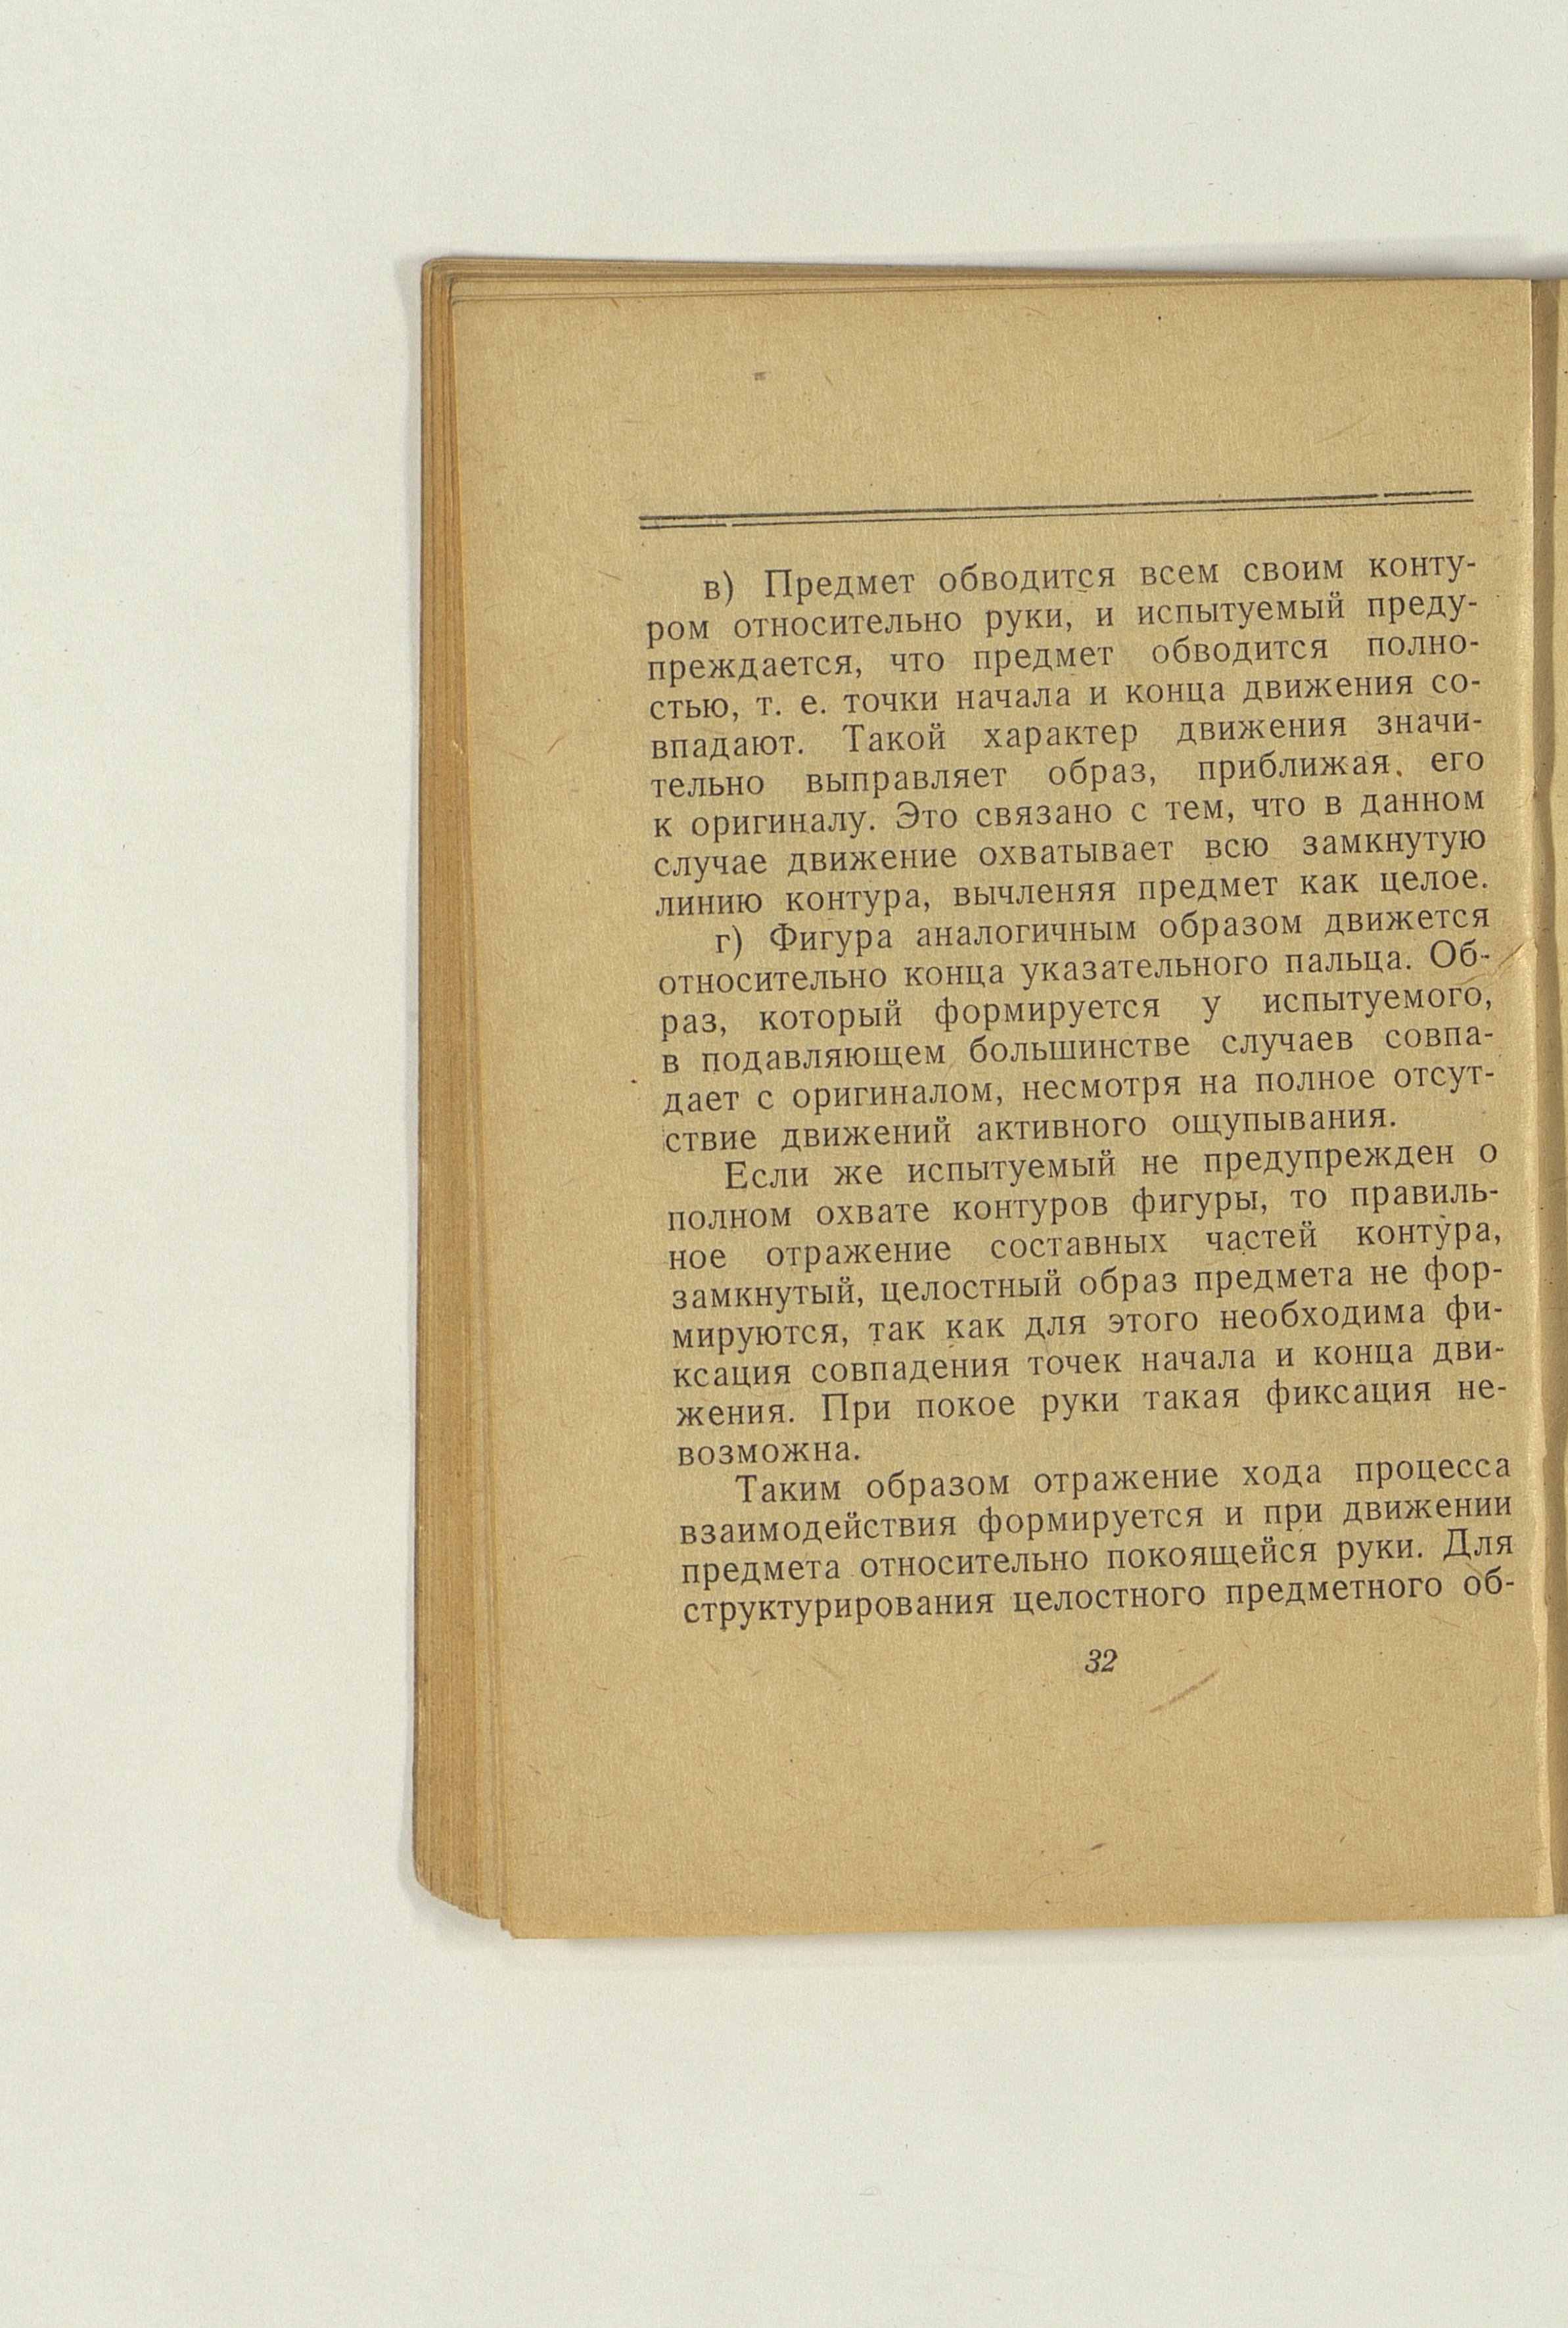 в) Предмет обводится всем своим конту-
ром относительно руки, и испытуемый преду-
преждается, что предмет обводится полно-
стью, т. е. точки начала и конца движения со-
впадают. Такой характер движения значи-
тельно выправляет образ, приближая его
к оригиналу. Это связано с тем, что в данном
случае движение охватывает всю замкнутую
линию контура, вычленяя предмет как целое.
г) Фигура аналогичным образом движется
относительно конца указательного пальца. Об-
раз, который формируется у испытуемого,
в подавляющем большинстве случаев совпа-
дает с оригиналом, несмотря на полное отсут-
ствие движений активного ощупывания.
Если же испытуемый не предупрежден о
полном охвате контуров фигуры, то правиль-
ное отражение составных частей контура,
замкнутый, целостный образ предмета не фор-
мируются, так как для этого необходима фи-
ксация совпадения точек начала и конца дви-
жения. При покое руки такая фиксация не-
возможна.
Таким образом отражение хода процесса
взаимодействия формируется и при движении
предмета относительно покоящейся руки. Для
структурирования целостного предметного об-
32